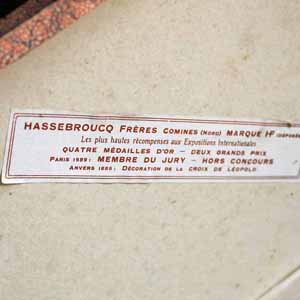 HASSEBROUCQ FRÈRES COMINES (NORD) MARQUE HF (DÉPOSÉE
Les plus hautes récompenses aux Expositions Internationales
QUATRE MÉDAILLES D'OR – DEUX GRANDS PRIX
PARIS 1889: MEMBRE DU JURY – HORS CONCOURS
ANVERS 1885: DÉCORATION DE LA CROIX DE LÉOPOLD